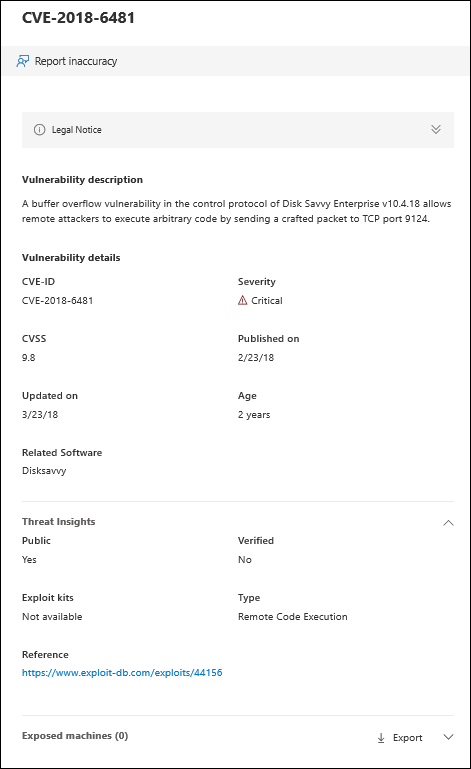 CVE-2018-6481
Report inaccuracy
Legal Notice
Vulnerability description
A buffer overflow vulnerability in the control protocol of Disk Savvy Enterprise v10.4.18 allows
remote attackers to execute arbitrary code by sending a crafted packet to TCP port 9124.
Vulnerability details
CVE-ID Severity
CVE-2018-6481 Critical
CVSS Published on
9.8 2/23/18
Updated on Age
3/23/18 2 years
Related Software
Disksavvy
Threat Insights
Public Verified
Yes No
Exploit kits Type
Not available Remote Code Execution
Reference
https://www.exploit-db.com/exploits/44156
Exposed machines (0) Export